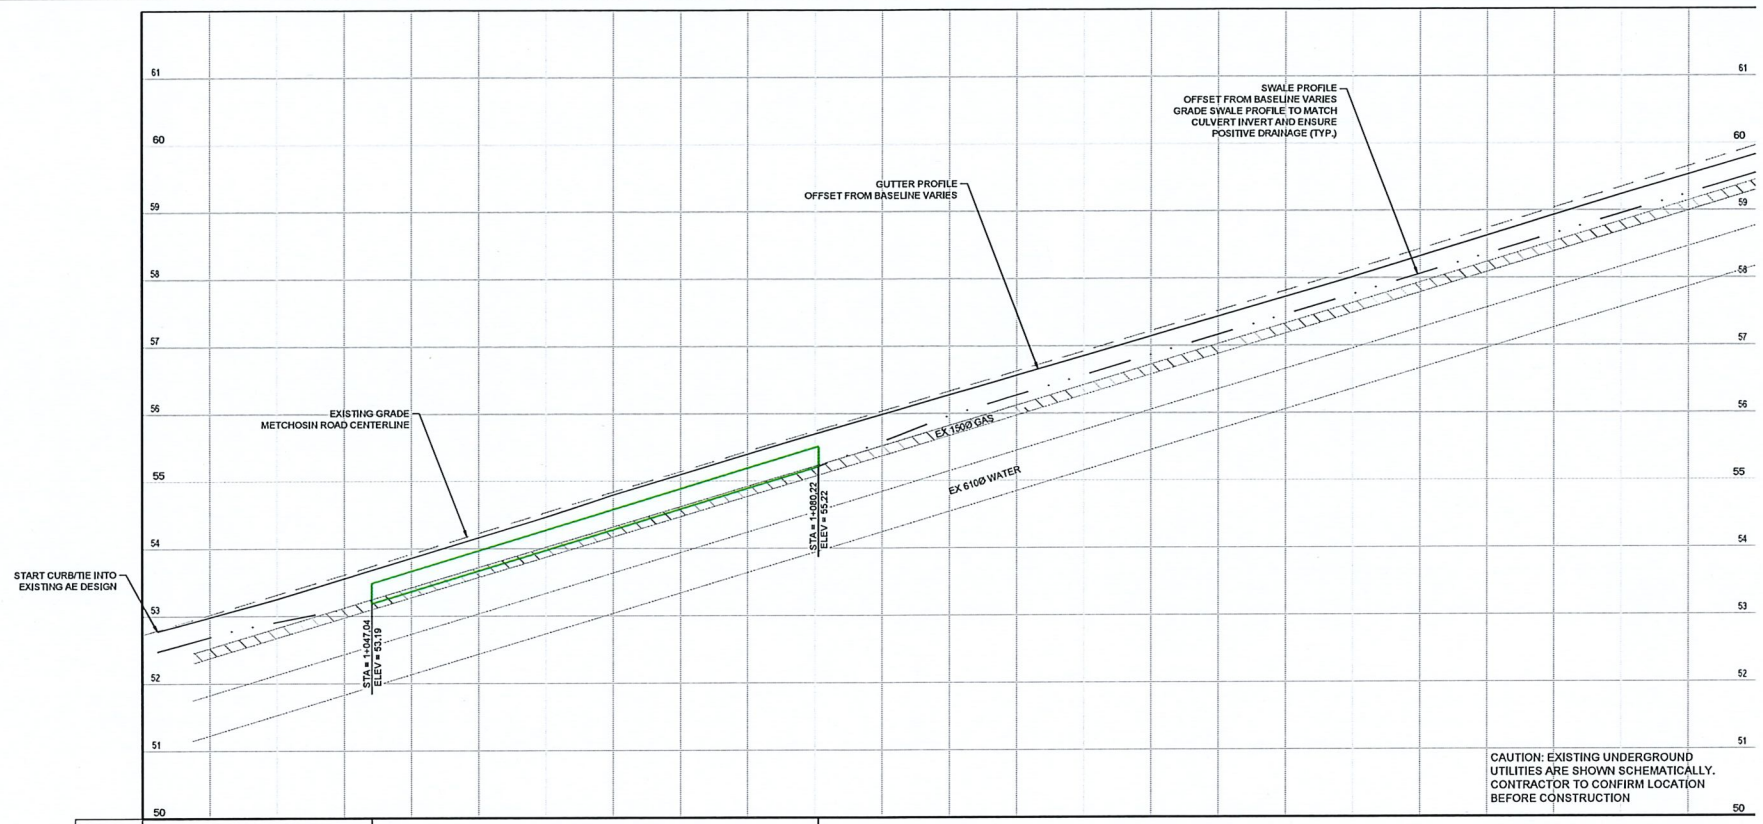 61
61
SWALE PROFILE
OFFSET FROM BASELINE VARIES
GRADE SWALE PROFILE TO MATCH
CULVERT INVERT AND ENSURE
POSITIVE DRAINAGE (TYP.)
60
60
GUTTER PROFILE
OFFSET FROM BASELINE VARIES
59
59
58
58
57
57
EXISTING GRADE
METCHOSIN ROAD CENTERLINE
56
56
EX 150Ø GAS
55
55
EX 610Ø WATER
STA = 1+080.22
ELEV = 55.22
54
54
START CURB/TIE INTO
EXISTING AE DESIGN
53
53
STA = 1+047.04
ELEV = 53.19
52
52
51
51
CAUTION: EXISTING UNDERGROUND
UTILITIES ARE SHOWN SCHEMATICALLY.
CONTRACTOR TO CONFIRM LOCATION
BEFORE CONSTRUCTION
50
50